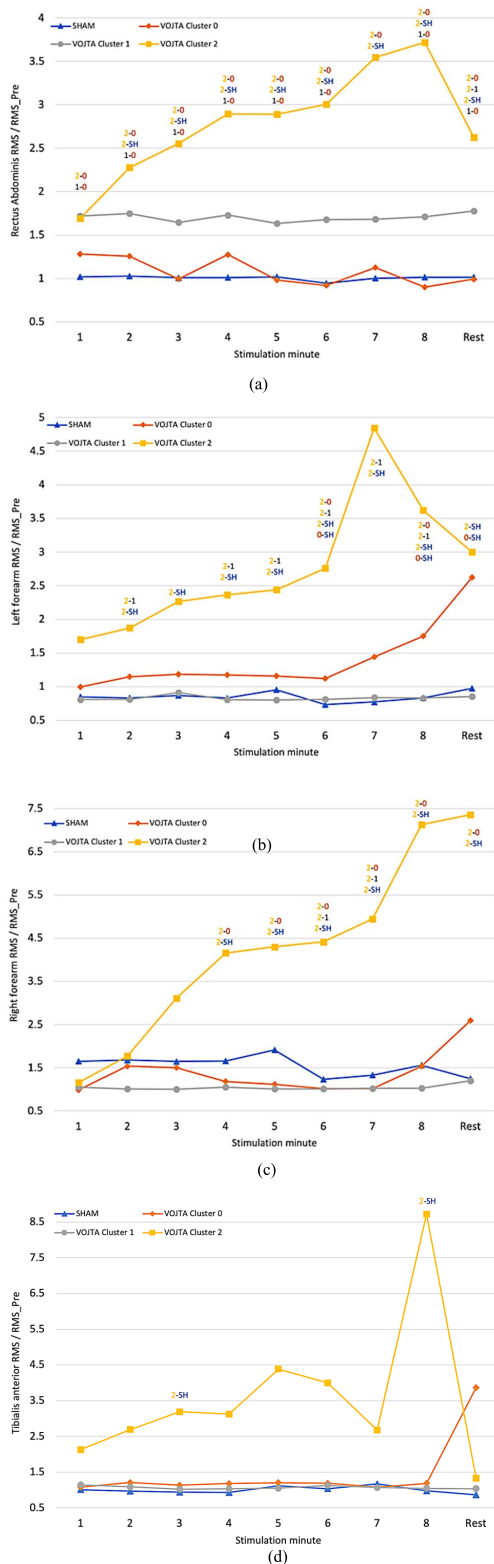 4
3.5
3
2.5
2
1.5
1
0.5
Rectus Abdominis RMS / RMS_Pre
SHAM
VOJTA Cluster 0
VOJTA Cluster 1
VOJTA Cluster 2
2-0
1-0
2-0
2-SH
1-0
2-0
1-0
2-0
2-SH
1-0
2-0
2-SH
1-0
2-0
2-SH
1-0
2-0
2-SH
2-0
2-SH
1-0
2-0
2-1
2-SH
1-0
1 2 3 4 5 6 7 8 Rest
Stimulation minute
(a)
5
4.5
4
3.5
3
2.5
2
1.5
1
0.5
Left forearm RMS / RMS_Pre
SHAM
VOJTA Cluster 0
VOJTA Cluster 1
VOJTA Cluster 2
2-1
2-SH
2-SH
2-1
2-SH
2-1
2-SH
2-0
2-1
2-SH
0-SH
2-1
2-SH
2-0
2-1
2-SH
0-SH
2-SH
0-SH
1 2 3 4 5 6 7 8 Rest
Stimulation minute
(b)
7.5
6.5
5.5
4.5
3.5
2.5
1.5
0.5
Right forearm RMS / RMS_Pre
SHAM
VOJTA Cluster 0
VOJTA Cluster 1
VOJTA Cluster 2
2-0
2-SH
2-0
2-SH
2-0
2-1
2-SH
2-0
2-1
2-SH
2-0
2-SH
2-0
2-SH
1 2 3 4 5 6 7 8 Rest
Stimulation minute
(c)
8.5
7.5
6.5
5.5
4.5
3.5
2.5
1.5
0.5
Tibialis anterior RMS / RMS_Pre
SHAM
VOJTA Cluster 0
VOJTA Cluster 1
VOJTA Cluster 2
2-SH
2-SH
1 2 3 4 5 6 7 8 Rest
Stimulation minute
(d)